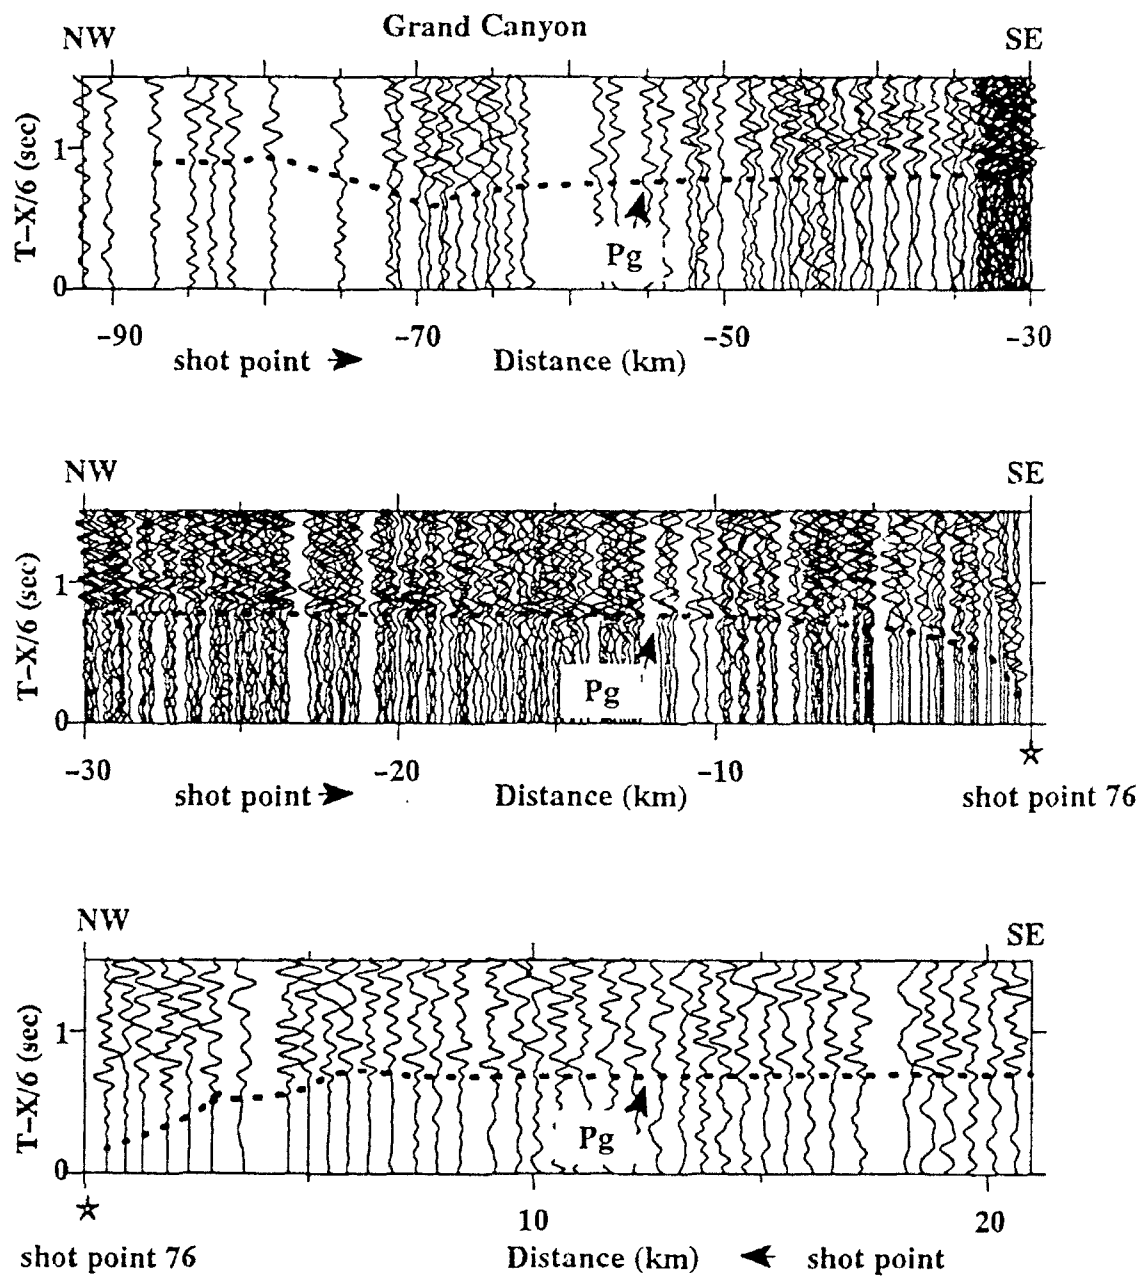 Grand Canyon
NW SE
T–X/6 (sec)
1
0
Pg
–90 –70 –50 –30
shot point Distance (km)
NW SE
T–X/6 (sec)
1
0
Pg
–30 –20 –10
shot point Distance (km) shot point 76
NW SE
T–X/6 (sec)
1
0
Pg
10 20
shot point 76 Distance (km) shot point